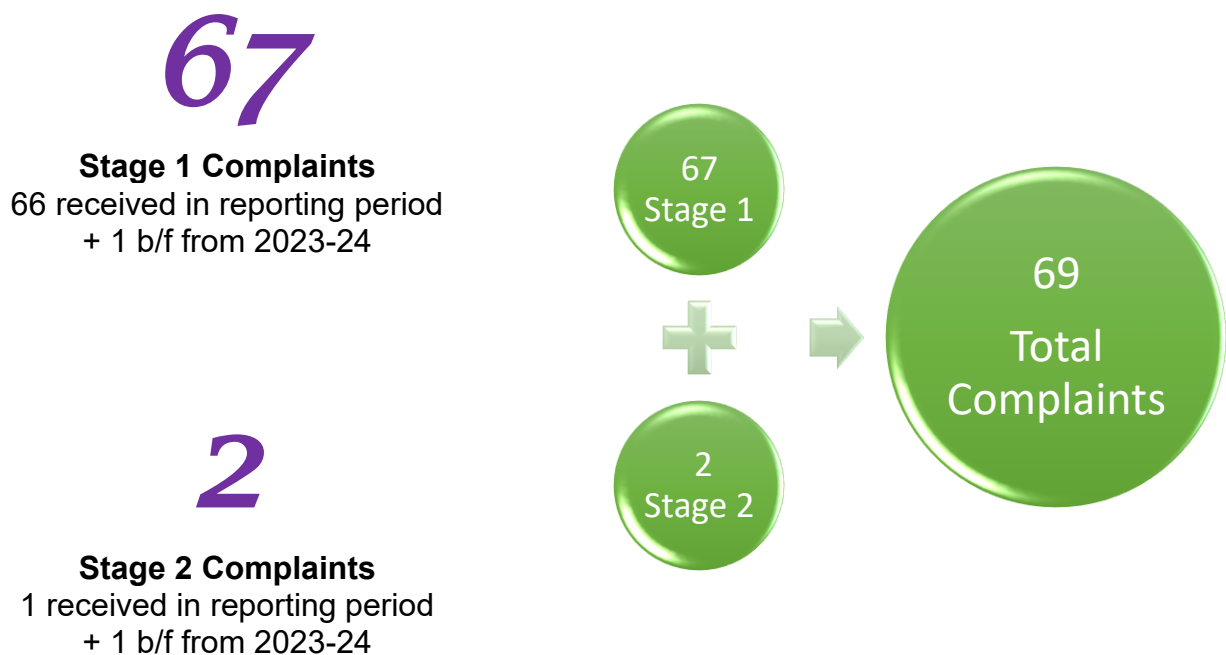 67
Stage 1 Complaints
66 received in reporting period
+ 1 b/f from 2023-24
2
Stage 2 Complaints
1 received in reporting period
+ 1 b/f from 2023-24
67
Stage 1
2
Stage 2
69
Total
Complaints